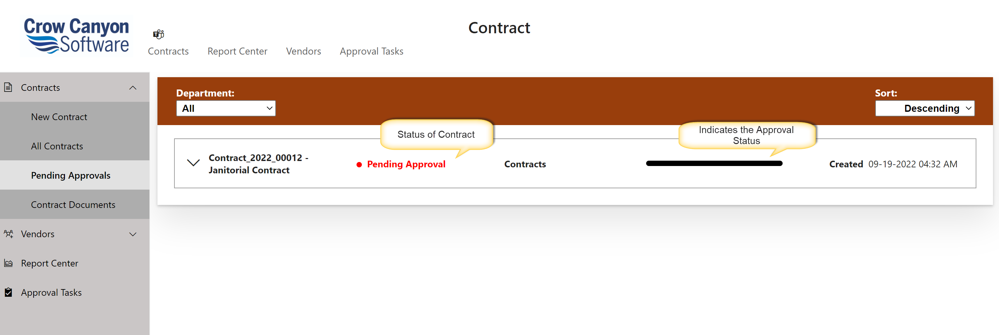 Crow Canyon
Software
Contract
Contracts
Report Center
Vendors
Approval Tasks
Contracts
New Contract
All Contracts
Pending Approvals
Contract Documents
Vendors
Report Center
Approval Tasks
Department:
All
Sort:
Descending
Status of Contract
Indicates the Approval
Status
Contract_2022_00012 -
Janitorial Contract
Pending Approval
Contracts
Created 09-19-2022 04:32 AM